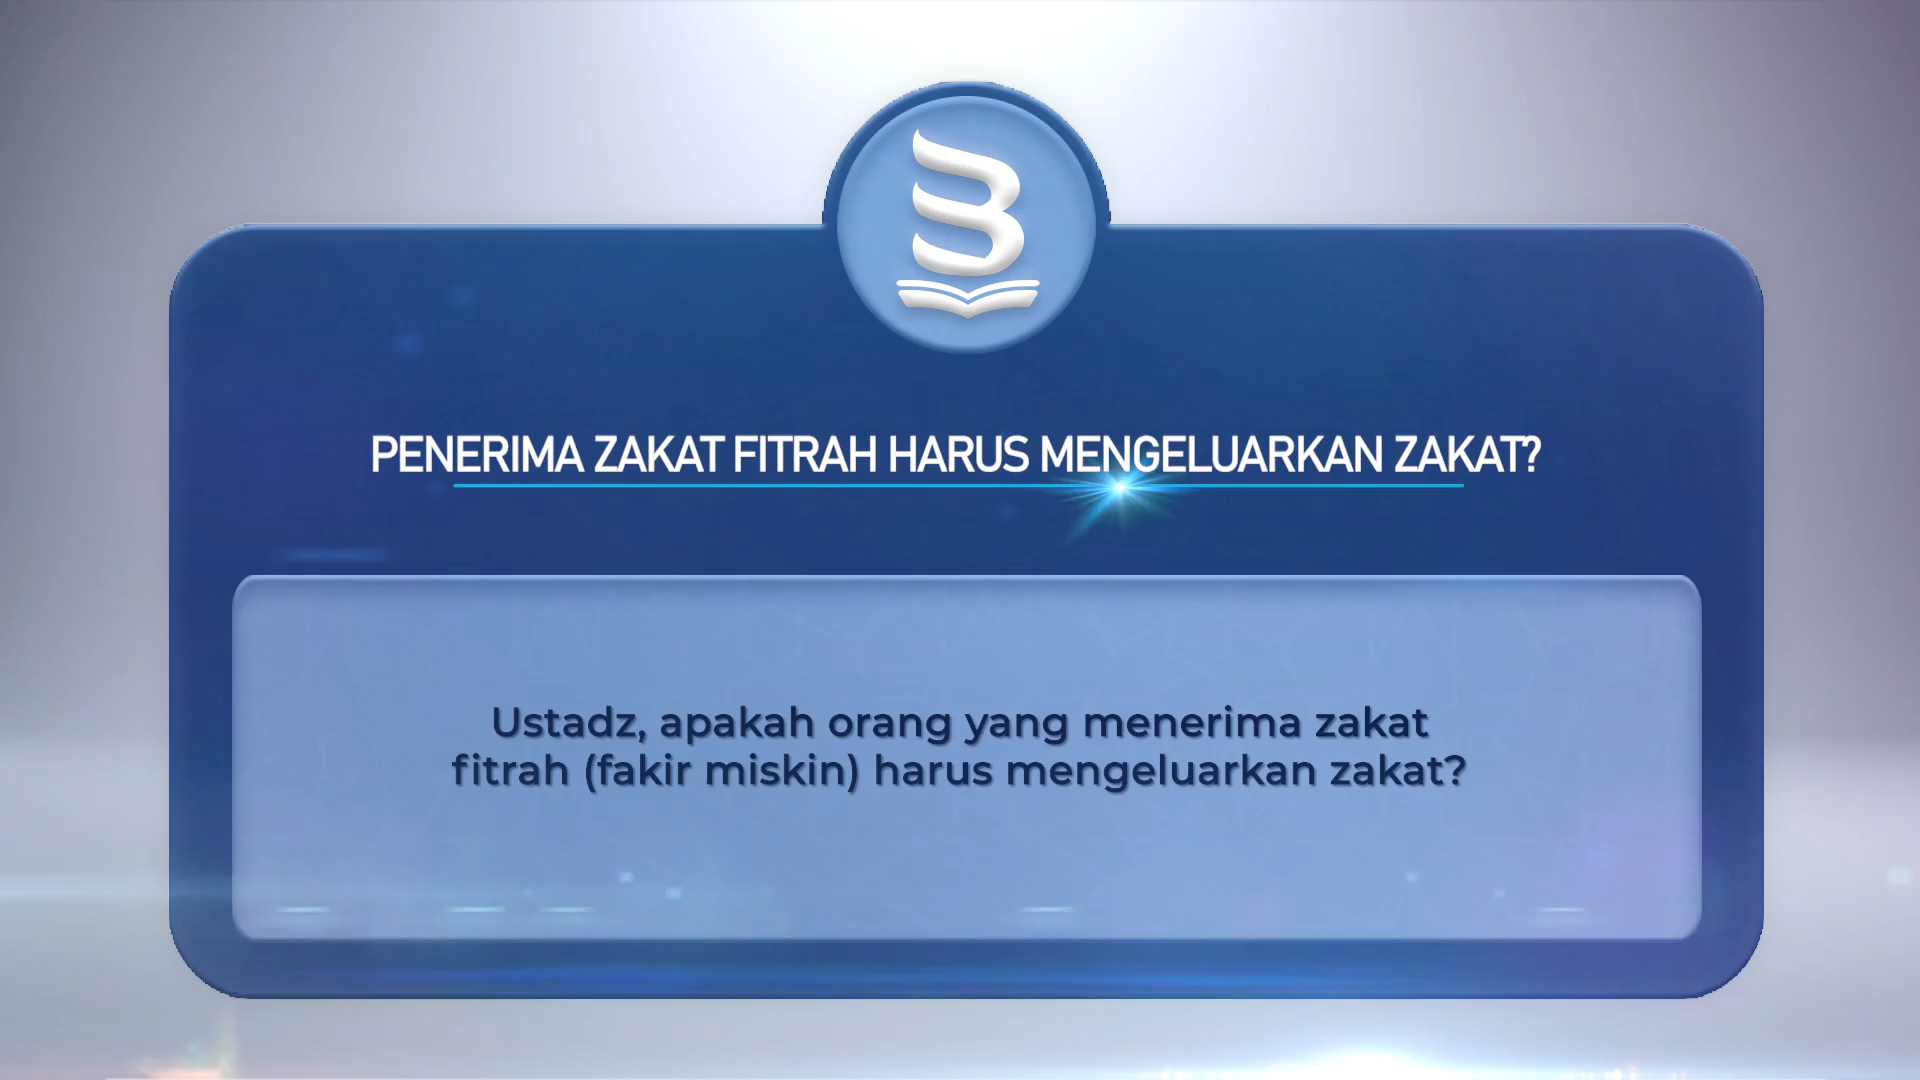 PENERIMA ZAKAT FITRAH HARUS MENGELUARKAN ZAKAT?
Ustadz, apakah orang yang menerima zakat
fitrah (fakir miskin) harus mengeluarkan zakat?